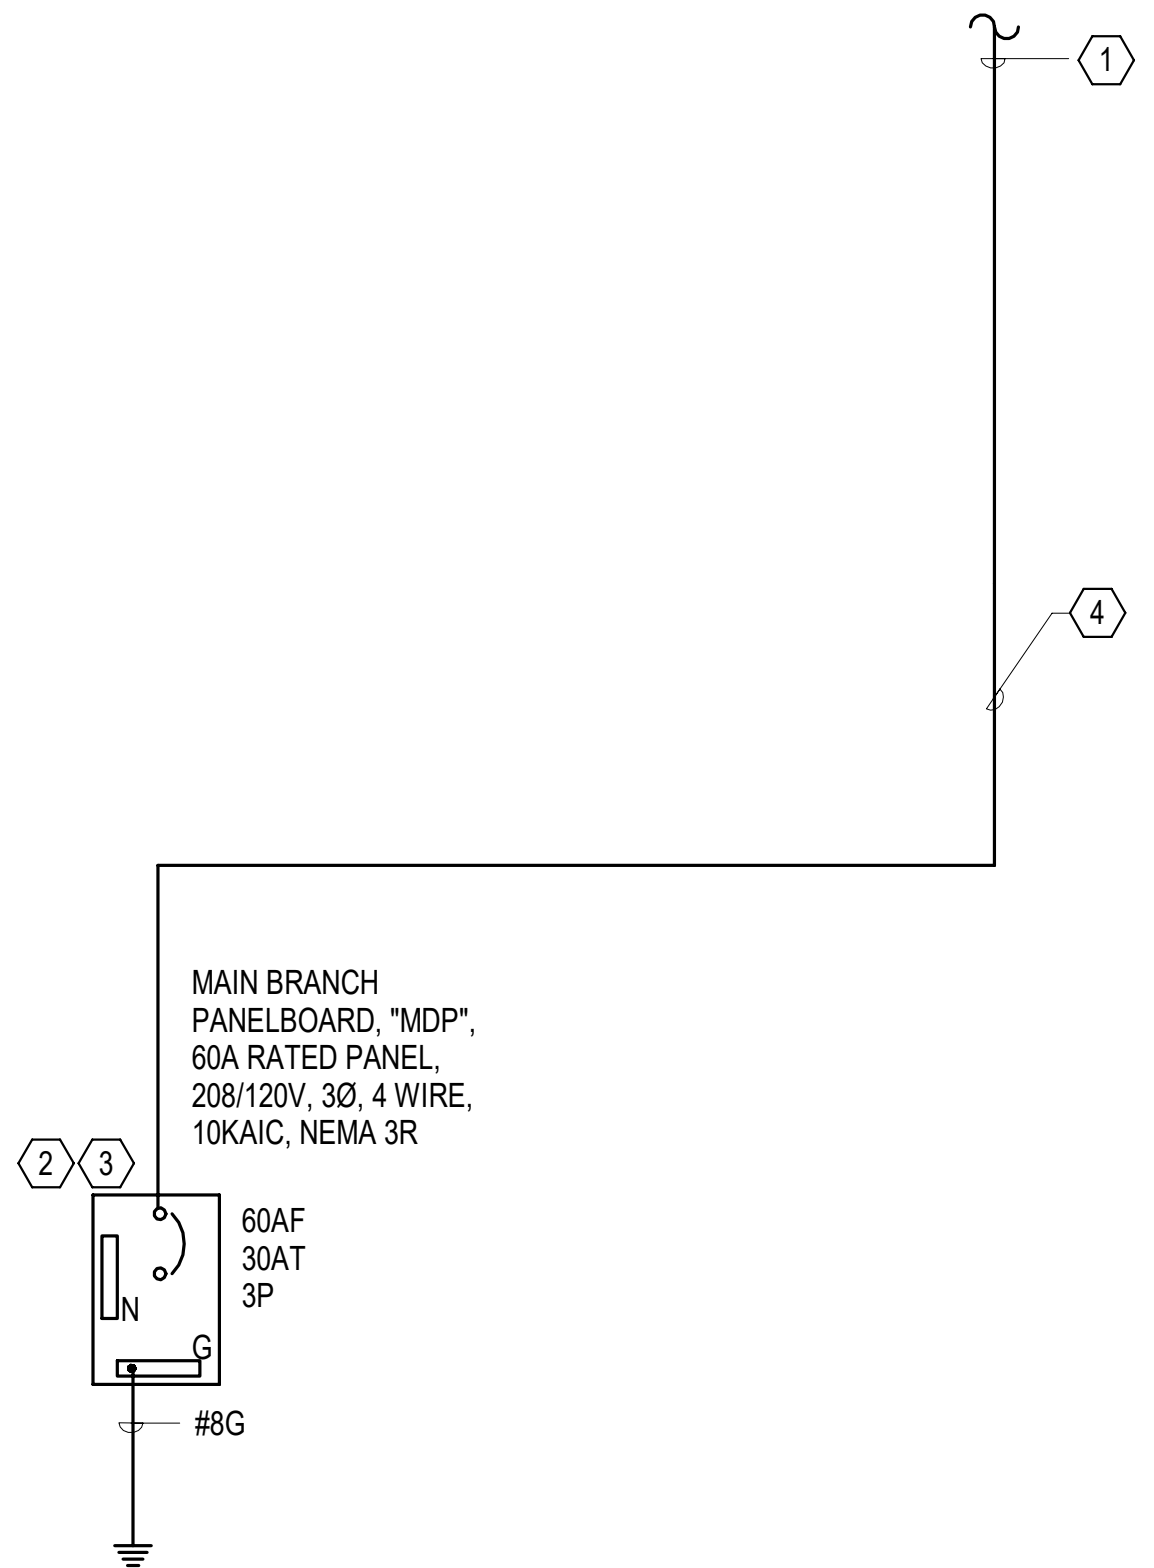 1
4
MAIN BRANCH
PANELBOARD, "MDP",
60A RATED PANEL,
208/120V, 3Ø, 4 WIRE,
10KAIC, NEMA 3R
2 3
60AF
30AT
3P
N
G
#8G